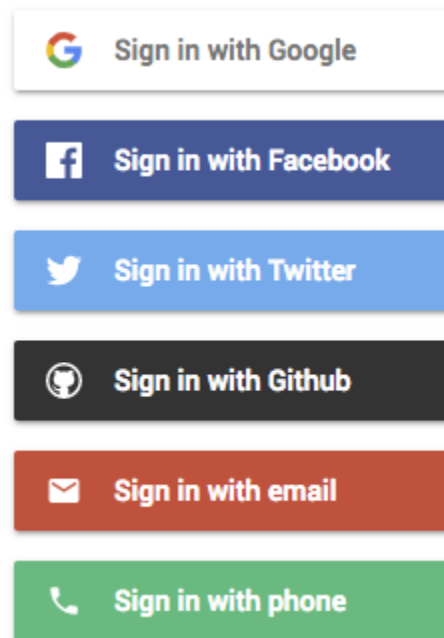 Sign in with Google
Sign in with Facebook
Sign in with Twitter
Sign in with Github
Sign in with email
Sign in with phone